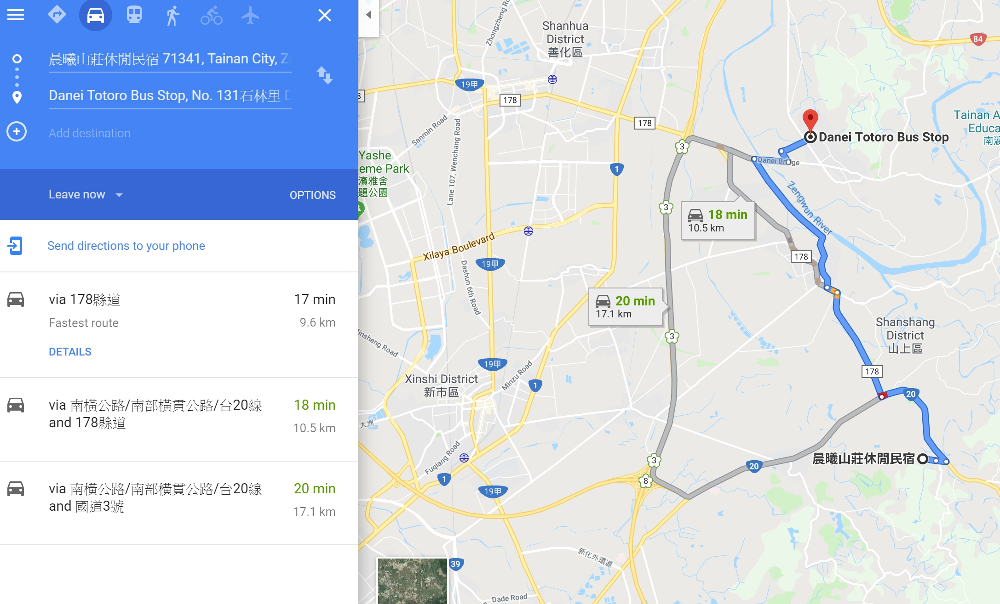 晨曦山莊休閒民宿 71341, Tainan City,
Danei Totoro Bus Stop, No. 131石林里
Add destination
Leave now
OPTIONS
Send directions to your phone
via 178縣道
17 min
Fastest route
9.6 km
DETAILS
via 南橫公路/南部橫貫公路/台20線
and 178縣道
18 min
10.5 km
via 南橫公路/南部橫貫公路/台20線
and 國道3號
20 min
17.1 km
Zhongzheng
Shanhua
District
善化區
84
19甲
178
178
Sanmin Road
Lane 107, Wenchang Road
3
Danei Totoro Bus Stop
Danei Bridge
Tainan A
Educa
南瀛
Yashe
eme Park
濱雅舍
題公園
1
3
18 min
10.5 km
Zengwun River
Xilaya Boulevard
19甲
178
Dashun 6th Road
20 min
17.1 km
3
Shanshang
District
山上區
insheng Road
19甲
178
Minzu Road
1
Xinshi District
新市區
20
大洲
Fuqiang Road
3
晨曦山莊休閒民宿
20
1
8
19甲
新化外環道
39
Dade Road